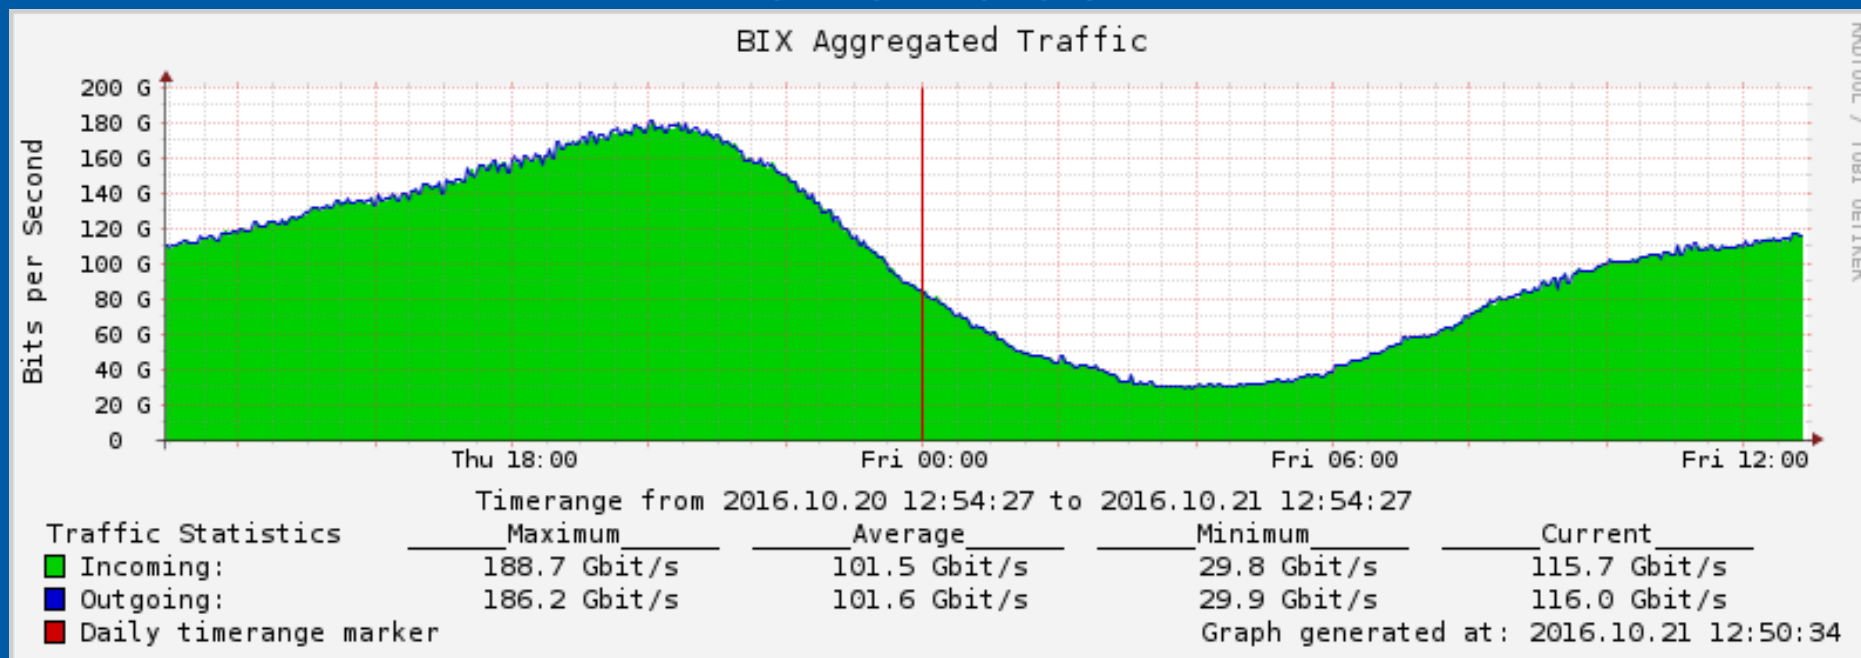 BIX Aggregated Traffic
RRDTOOL / TOBI OETIKER
Bits per Second
200 G
180 G
160 G
140 G
120 G
100 G
80 G
60 G
40 G
20 G
0
Thu 18:00 Fri 00:00 Fri 06:00 Fri 12:00
Timerange from 2016.10.20 12:54:27 to 2016.10.21 12:54:27
Traffic Statistics Maximum Average Minimum Current
Incoming: 188.7 Gbit/s 101.5 Gbit/s 29.8 Gbit/s 115.7 Gbit/s
Outgoing: 186.2 Gbit/s 101.6 Gbit/s 29.9 Gbit/s 116.0 Gbit/s
Daily timerange marker Graph generated at: 2016.10.21 12:50:34